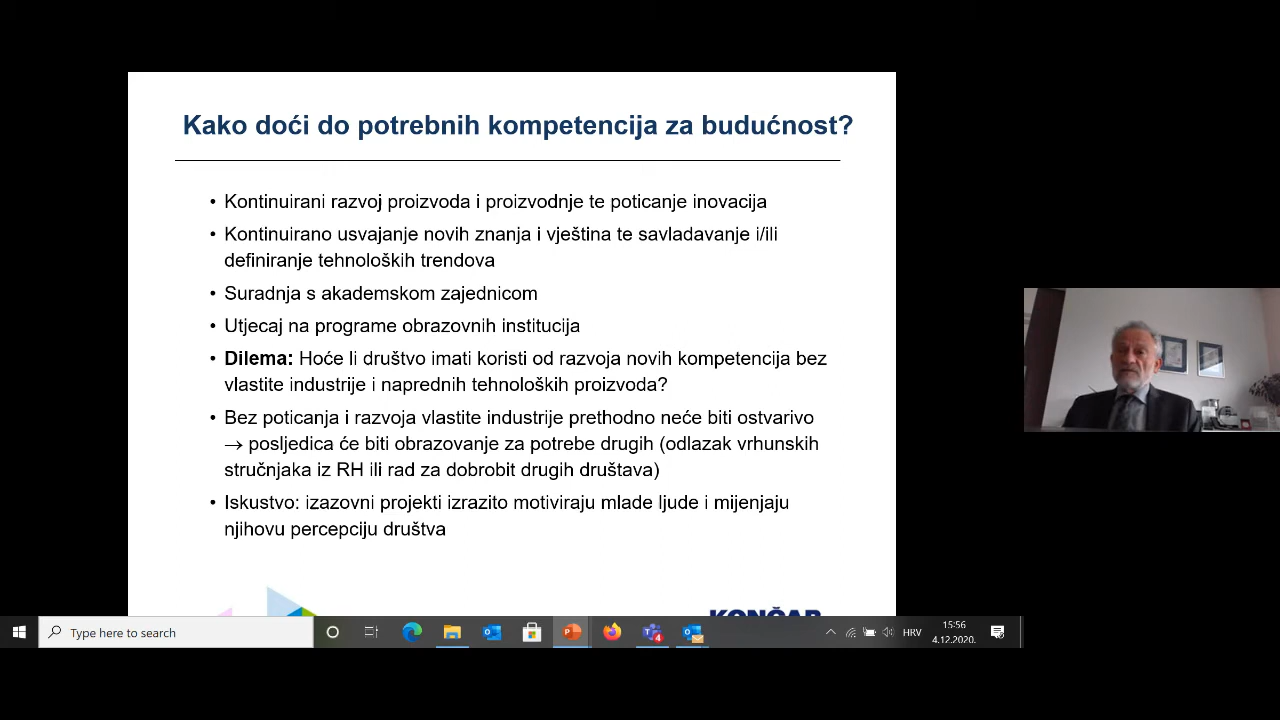 Kako doći do potrebnih kompetencija za budućnost?
• Kontinuirani razvoj proizvoda i proizvodnje te poticanje inovacija
• Kontinuirano usvajanje novih znanja i vještina te savladavanje i/ili
definiranje tehnoloških trendova
• Suradnja s akademskom zajednicom
• Utjecaj na programe obrazovnih institucija
• Dilema: Hoće li društvo imati koristi od razvoja novih kompetencija bez
vlastite industrije i naprednih tehnoloških proizvoda?
• Bez poticanja i razvoja vlastite industrije prethodno neće biti ostvarivo
→ posljedica će biti obrazovanje za potrebe drugih (odlazak vrhunskih
stručnjaka iz RH ili rad za dobrobit drugih društava)
• Iskustvo: izazovni projekti izrazito motiviraju mlade ljude i mijenjaju
njihovu percepciju društva
KONČAR
Type here to search
4
HRV
15:56
4.12.2020.